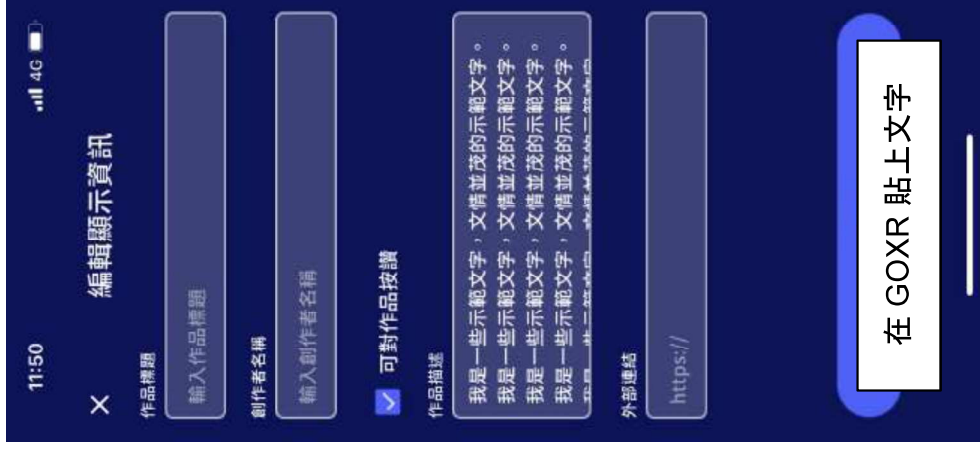 11:50
4G
編輯顯示資訊
作品標題
輸入作品標題
創作者名稱
輸入創作者名稱
可對作品按讚
作品描述
我是一些示範文字，文情並茂的示範文字。
我是一些示範文字，文情並茂的示範文字。
我是一些示範文字，文情並茂的示範文字。
我是一些示範文字，文情並茂的示範文字。
外部連結
https://
在 GOXR 貼上文字